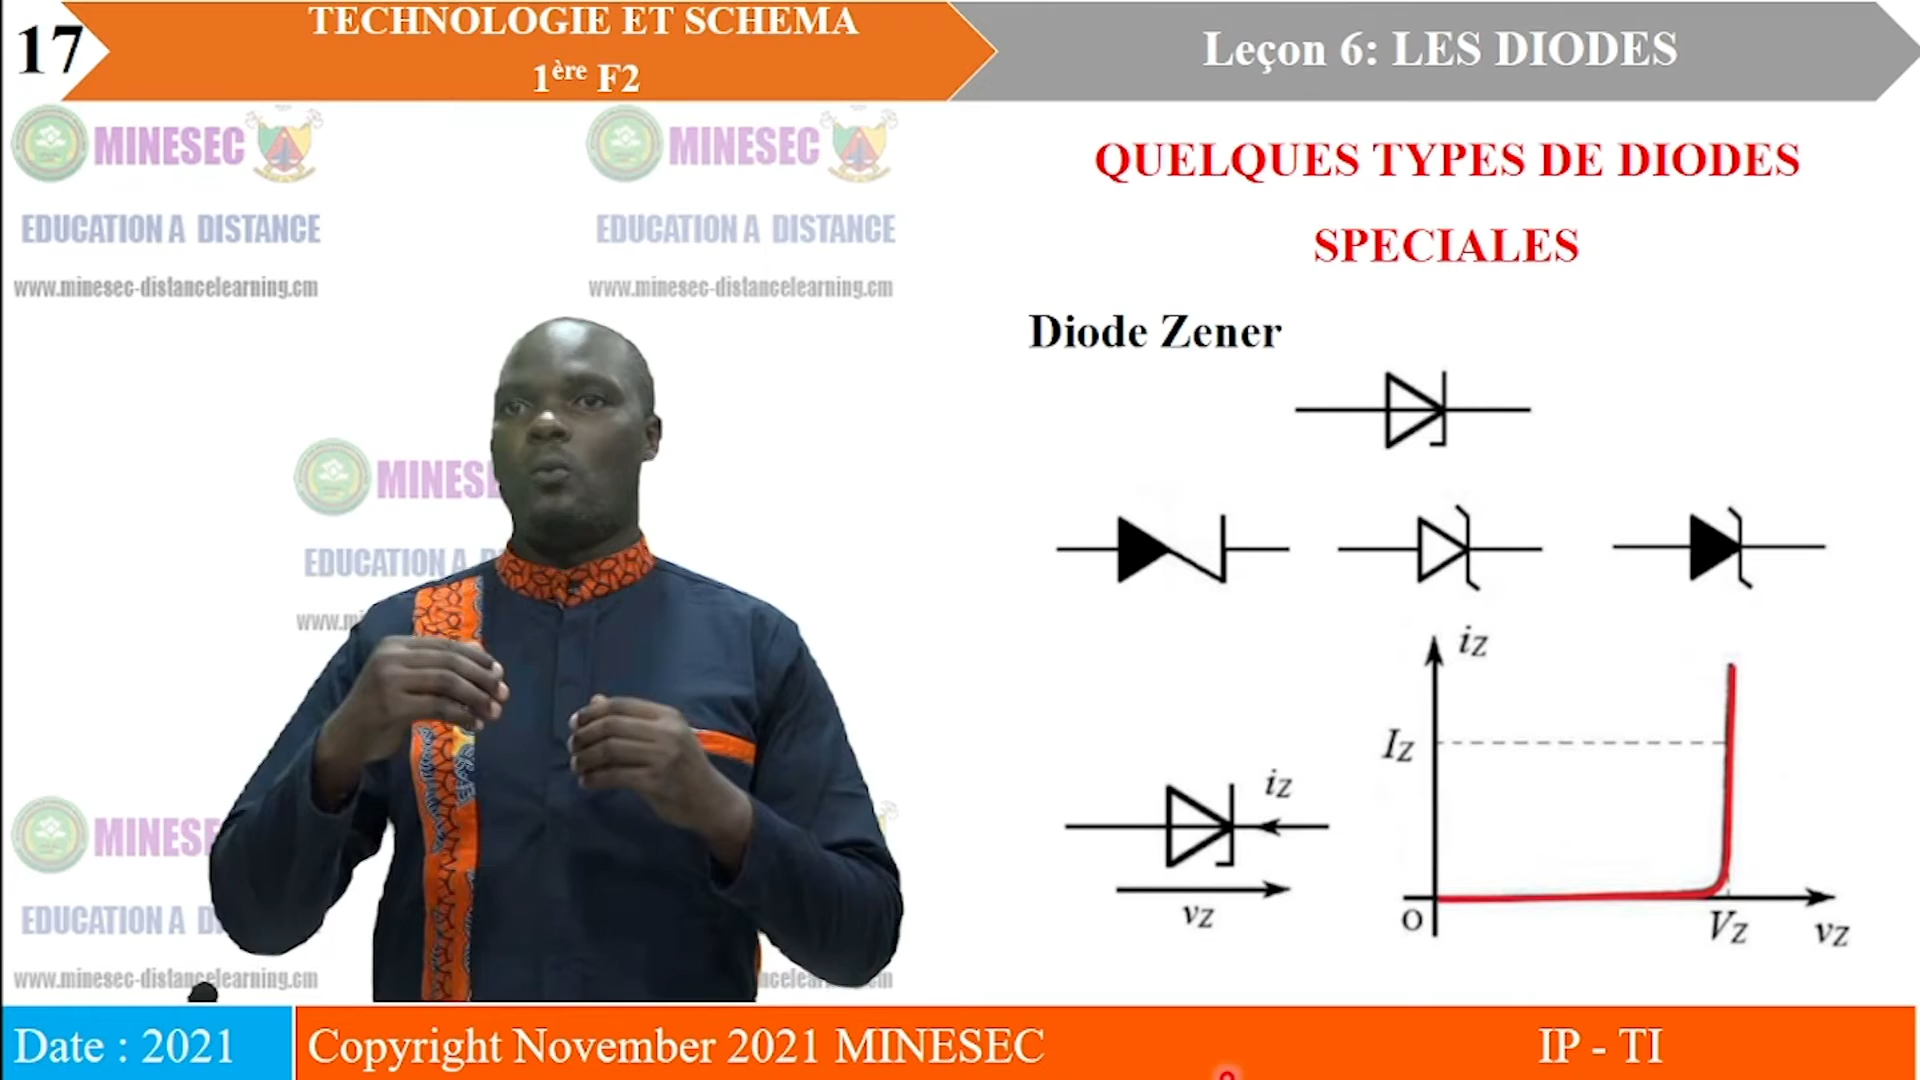 17
TECHNOLOGIE ET SCHEMA
1ère F2
Leçon 6: LES DIODES
MINESEC
EDUCATION A DISTANCE
www.minesec-distancelearning.cm
MINESEC
EDUCATION A DISTANCE
www.minesec-distancelearning.cm
QUELQUES TYPES DE DIODES
SPECIALES
Diode Zener
MINES
EDUCATION A D
www.m
iz
Iz
iz
vz
O
Vz
vz
MINES
EDUCATION A D
www.minesec-distancelearning.cm
Date : 2021
Copyright November 2021 MINESEC
IP - TI